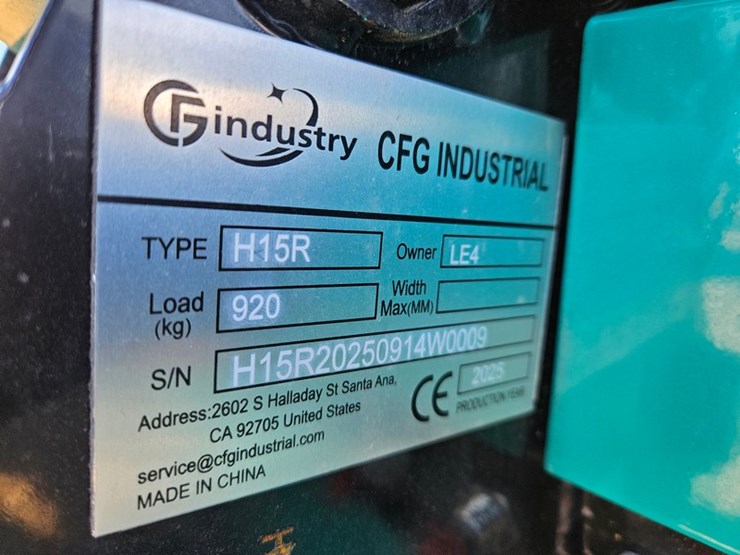 CFGindustry CFG INDUSTRIAL
TYPE H15R Owner LE4
Load (kg) 920 Width Max(MM)
S/N H15R20250914W0009
CE 2025
PRODUCTION YEAR
Address:2602 S Halladay St Santa Ana,
CA 92705 United States
service@cfgindustrial.com
MADE IN CHINA